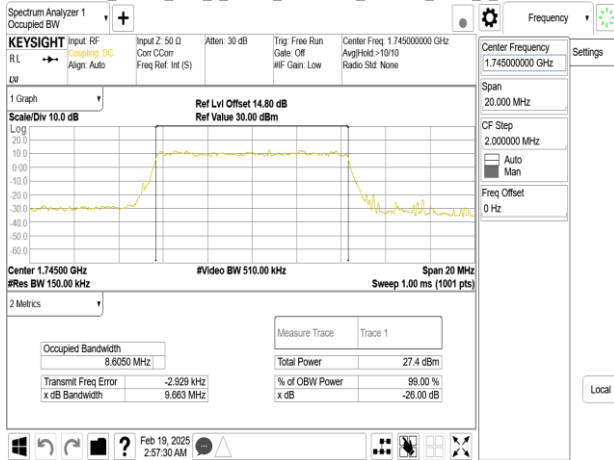 Spectrum Analyzer 1
Occupied BW
+
Frequency
KEYSIGHT
Input: RF
Input Z: 50 Ω
Atten: 30 dB
Trig: Free Run
Center Freq: 1.745000000 GHz
RL
Coupling: DC
Corr CCorr
Gate: Off
Avg|Hold:>10/10
Align: Auto
Freq Ref: Int (S)
#IF Gain: Low
Radio Std: None
LXI
Center Frequency
1.745000000 GHz
Settings
Span
20.000 MHz
CF Step
2.000000 MHz
Auto
Man
Freq Offset
0 Hz
Local
1 Graph
Ref Lvl Offset 14.80 dB
Scale/Div 10.0 dB
Ref Value 30.00 dBm
Log
20.0
10.0
0.00
-10.0
-20.0
-30.0
-40.0
-50.0
-60.0
Center 1.74500 GHz
#Video BW 510.00 kHz
Span 20 MHz
#Res BW 150.00 kHz
Sweep 1.00 ms (1001 pts)
2 Metrics
Measure Trace
Trace 1
Occupied Bandwidth
8.6050 MHz
Total Power
27.4 dBm
Transmit Freq Error
-2.929 kHz
% of OBW Power
99.00 %
x dB Bandwidth
9.663 MHz
x dB
-26.00 dB
?
Feb 19, 2025
2:57:30 AM